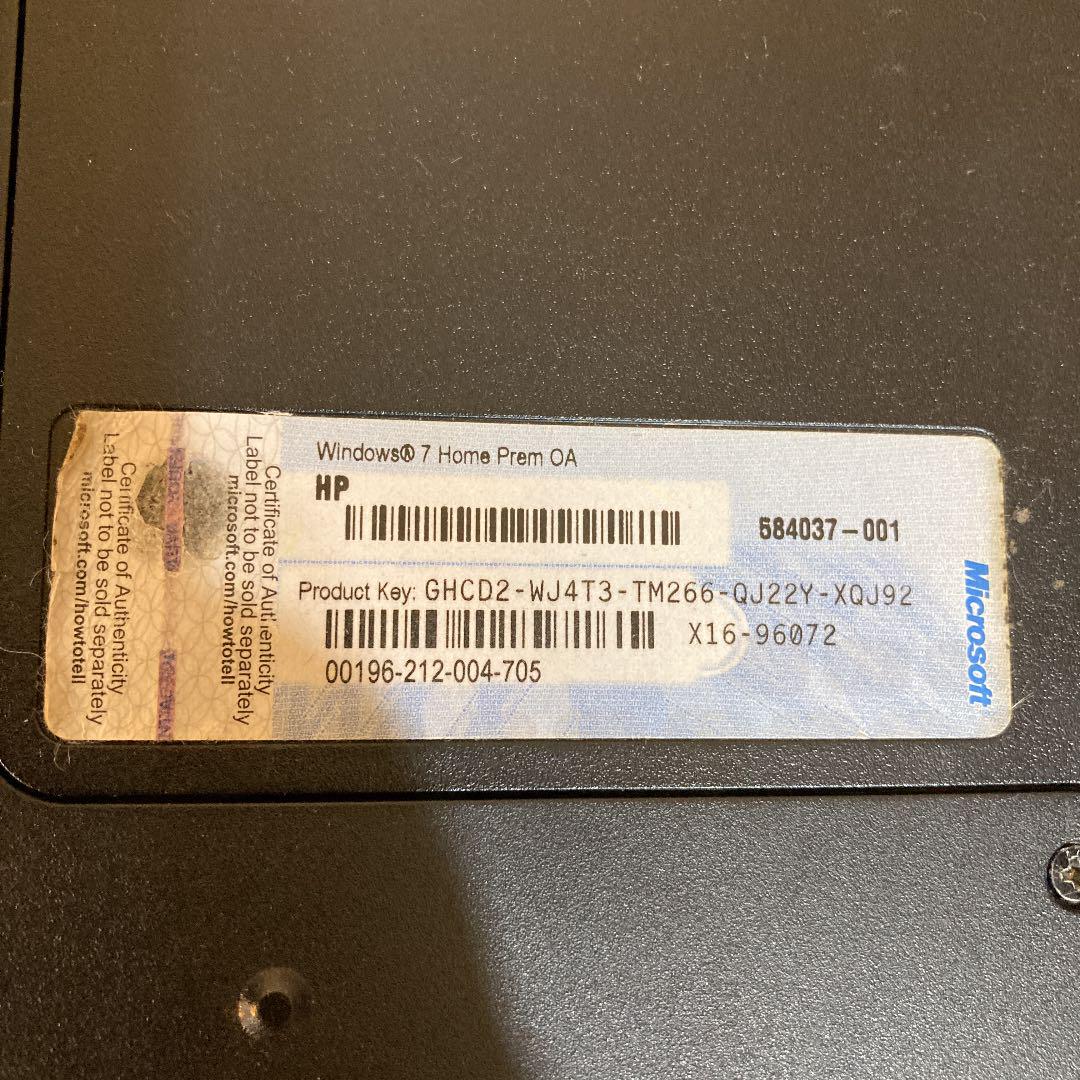 Windows® 7 Home Prem OA
HP
584037-001
Product Key: GHCD2-WJ4T3-TM266-QJ22Y-XQJ92
X16-96072
00196-212-004-705
Microsoft
Certificate of Authenticity
Label not to be sold separately
microsoft.com/howtotell
Certificate of Authenticity
Label not to be sold separately
microsoft.com/howtotell